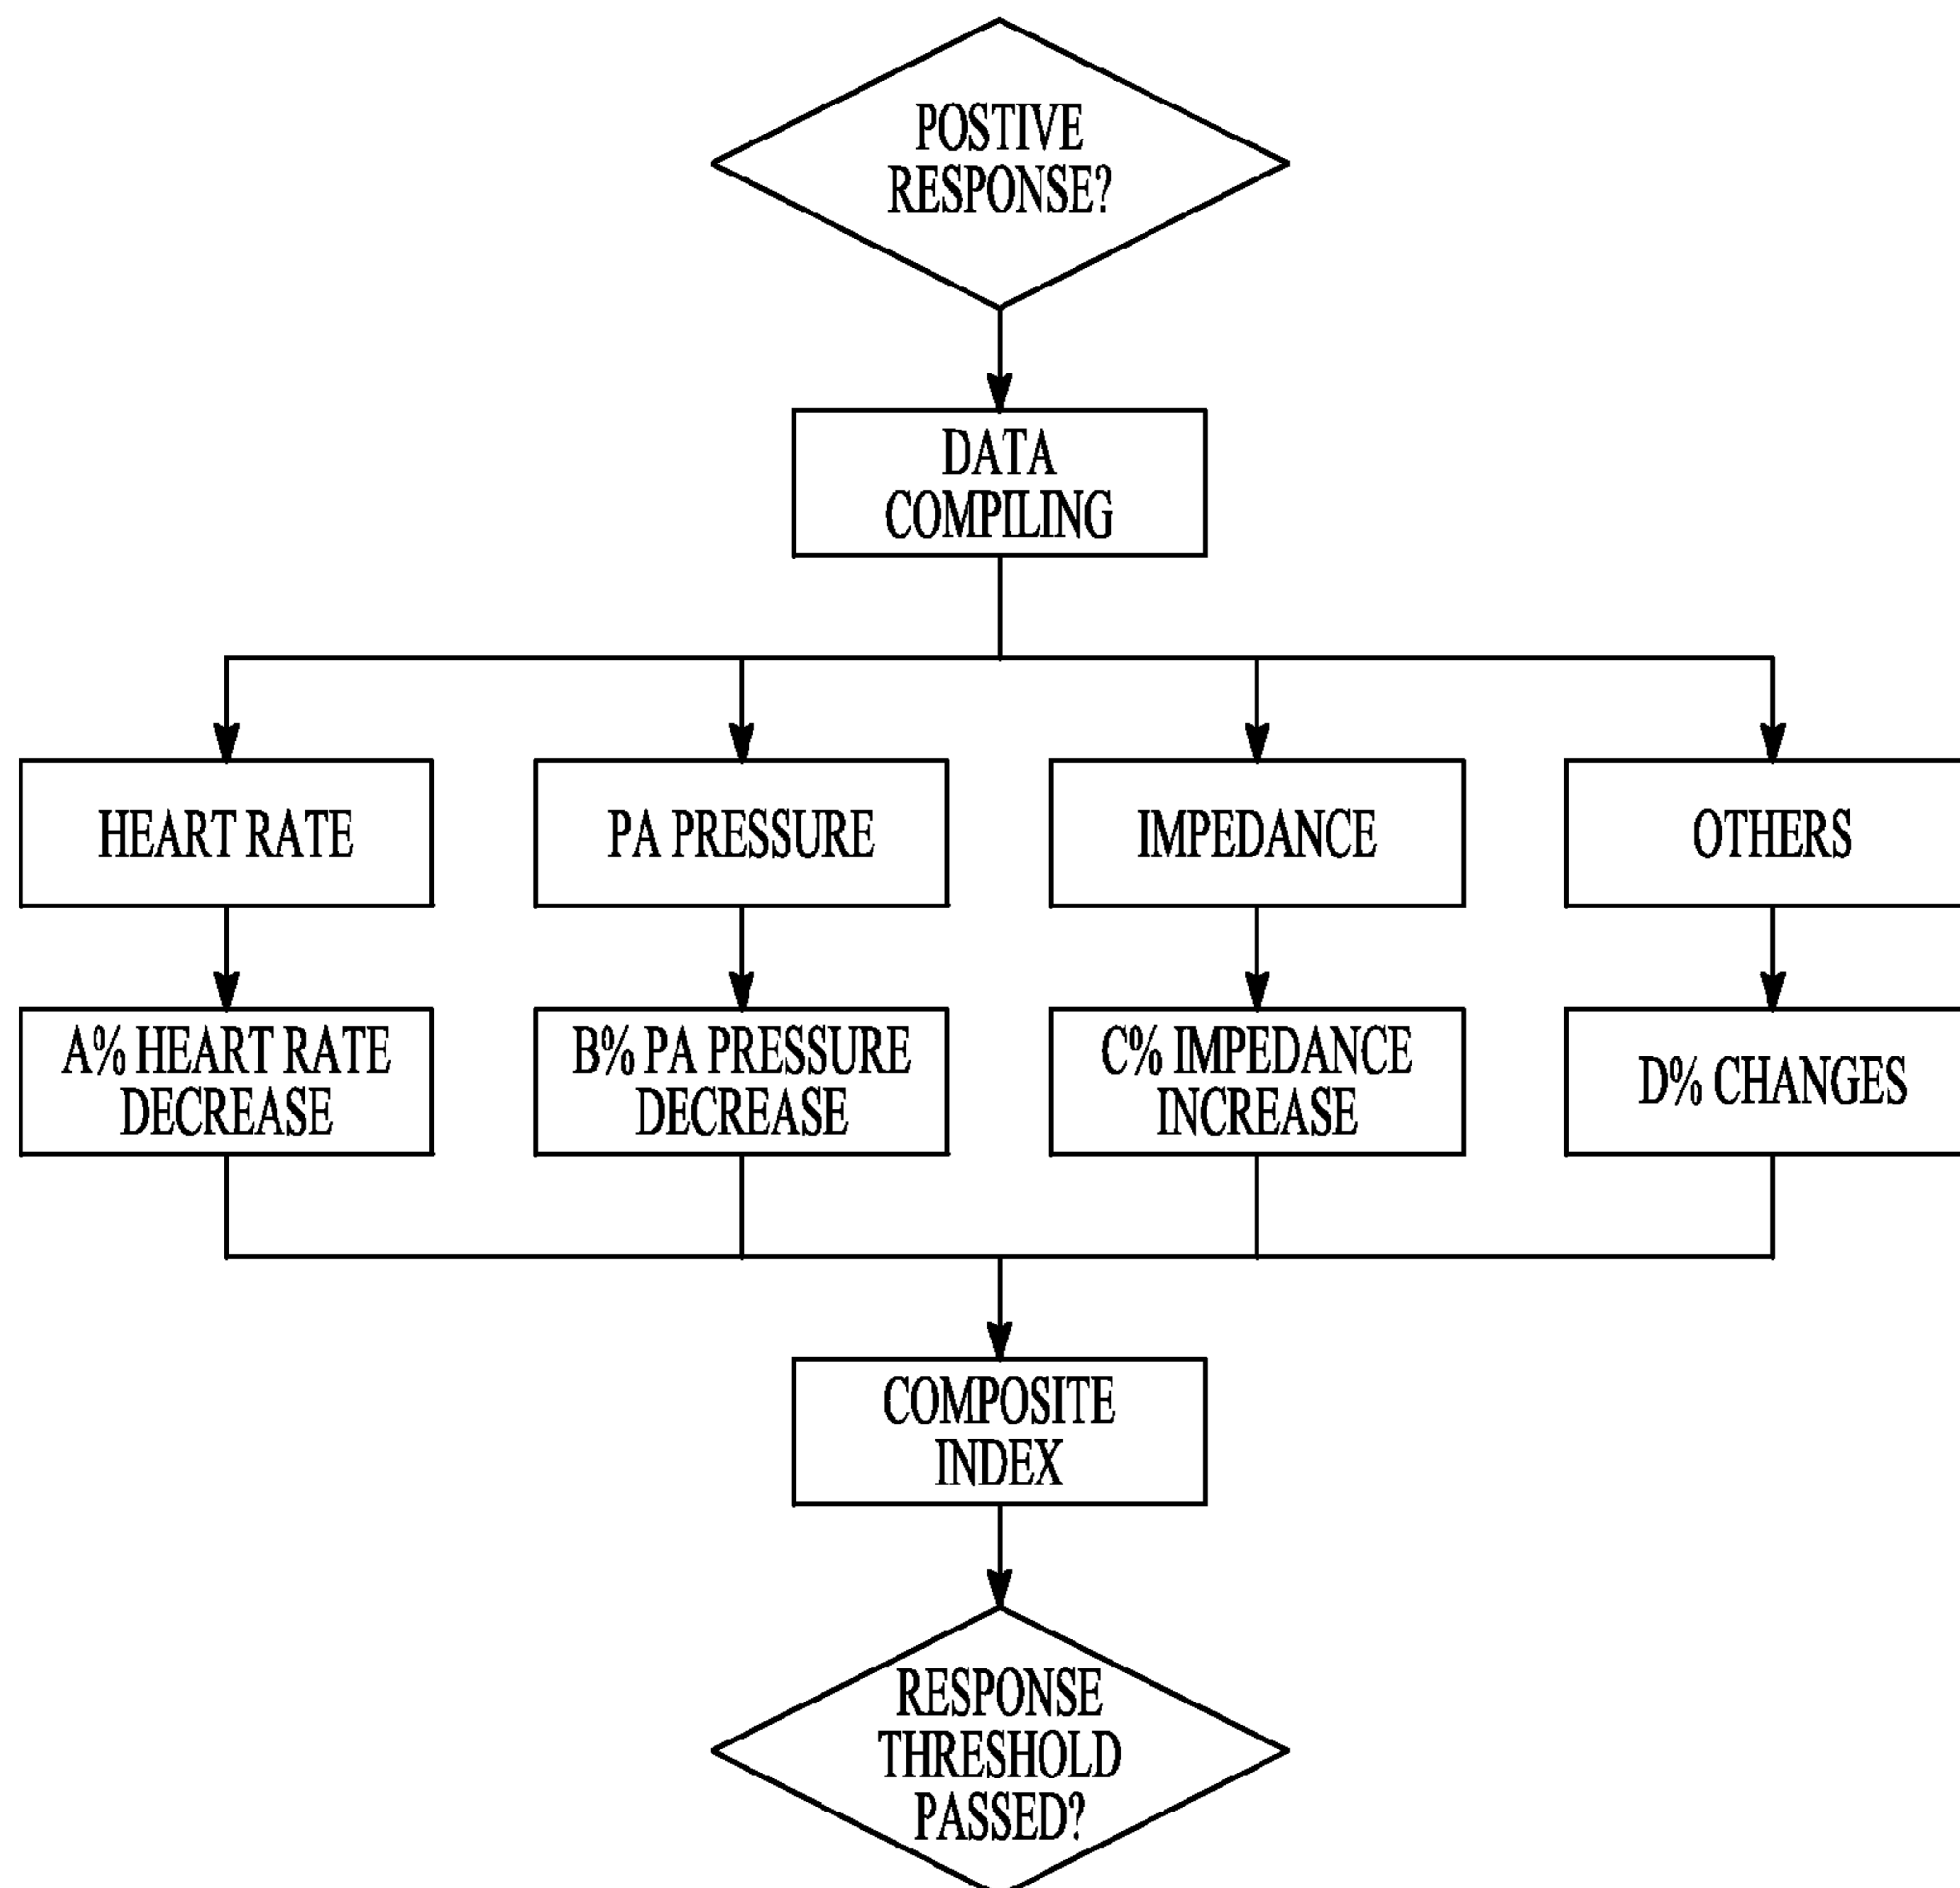 POSTIVE
RESPONSE?
DATA
COMPILING
HEART RATE
PA PRESSURE
IMPEDANCE
OTHERS
A% HEART RATE
DECREASE
B% PA PRESSURE
DECREASE
C% IMPEDANCE
INCREASE
D% CHANGES
COMPOSITE
INDEX
RESPONSE
THRESHOLD
PASSED?